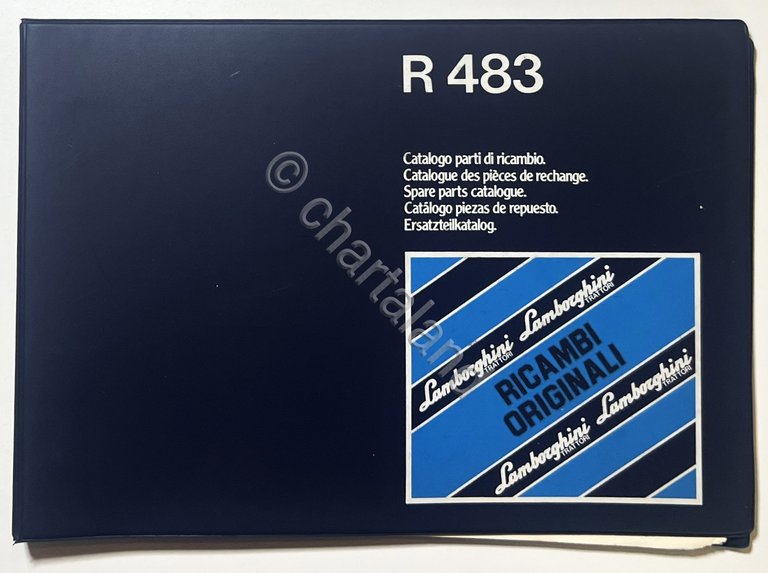 R 483
Catalogo parti di ricambio.
Catalogue des pièces de rechange.
Spare parts catalogue.
Catálogo piezas de repuesto.
Ersatzteilkatalog.
Lamborghini
TRATTORI
Lamborghini
TRATTORI
RICAMBI
ORIGINALI
Lamborghini
TRATTORI
Lamborghini
TRATTORI
© chartaland